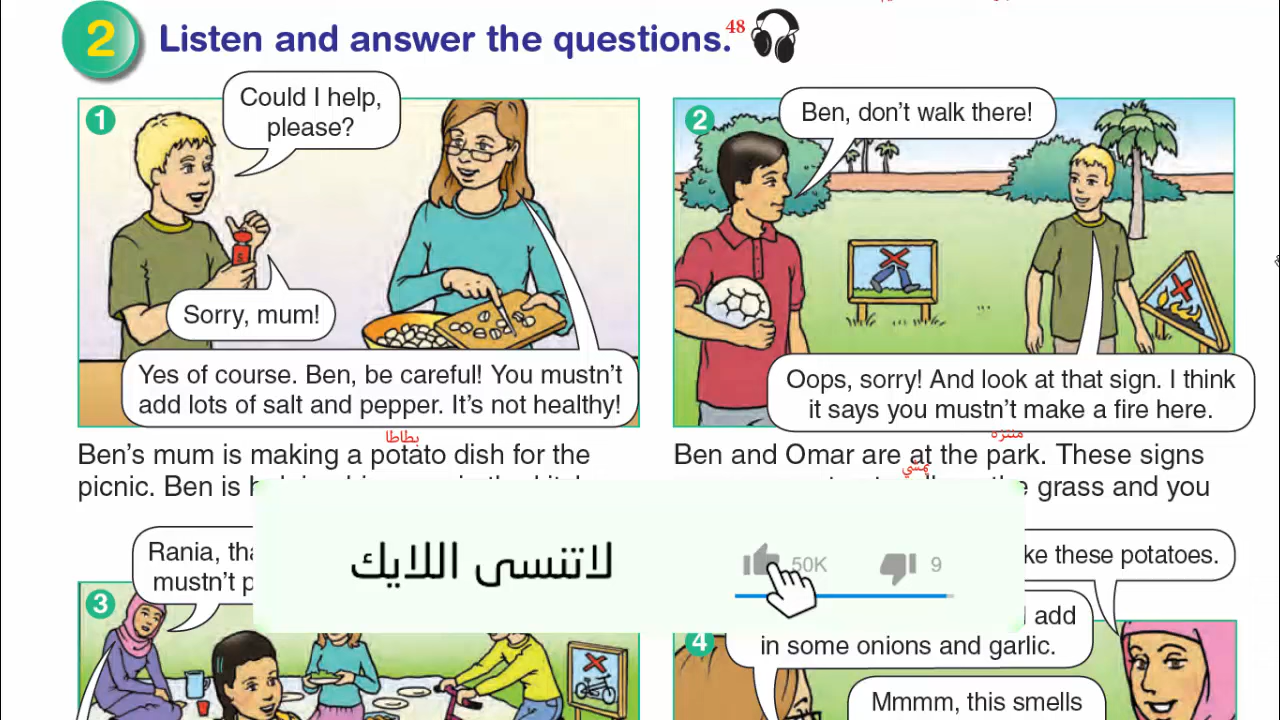 2 Listen and answer the questions. 48
1
Could I help,
please?
Sorry, mum!
Yes of course. Ben, be careful! You mustn't
add lots of salt and pepper. It's not healthy!
بطاطا
Ben's mum is making a potato dish for the
picnic. Ben is
2
Ben, don't walk there!
Oops, sorry! And look at that sign. I think
it says you mustn't make a fire here.
منتزه
Ben and Omar are at the park. These signs
يمشي
the grass and you
لاتنسى اللايك
50K
9
3
Rania,
mustn't
4
these potatoes.
add
in some onions and garlic.
Mmmm, this smells